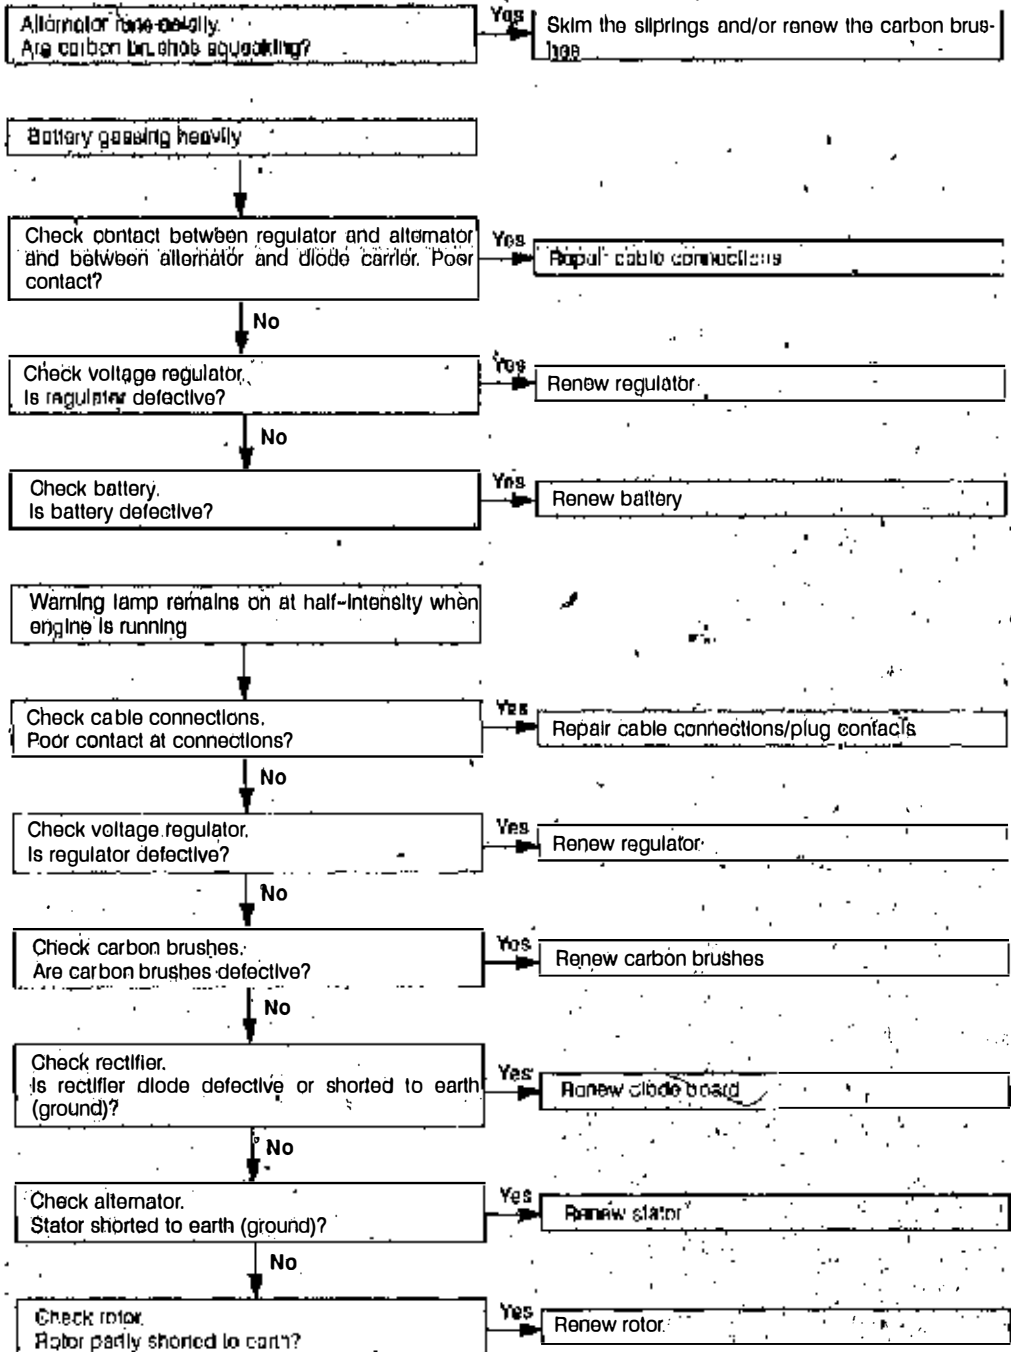 Alternator runs noisily. Yes Skim the sliprings and/or renew the carbon brus-
Are carbon brushes squeaking? hes
Battery gassing heavily
Check contact between regulator and alternator Yes
and between alternator and diode carrier. Poor Repair cable connections
contact?
No
Check voltage regulator. Yes
Is regulator defective? Renew regulator
No
Check battery. Yes
Is battery defective? Renew battery
Warning lamp remains on at half-intensity when
engine is running
Check cable connections. Yes
Poor contact at connections? Repair cable connections/plug contacts
No
Check voltage regulator. Yes
Is regulator defective? Renew regulator
No
Check carbon brushes. Yes
Are carbon brushes defective? Renew carbon brushes
No
Check rectifier. Yes
Is rectifier diode defective or shorted to earth Renew diode board
(ground)?
No
Check alternator. Yes
Stator shorted to earth (ground)? Renew stator
No
Check rotor. Yes
Rotor partly shorted to earth? Renew rotor